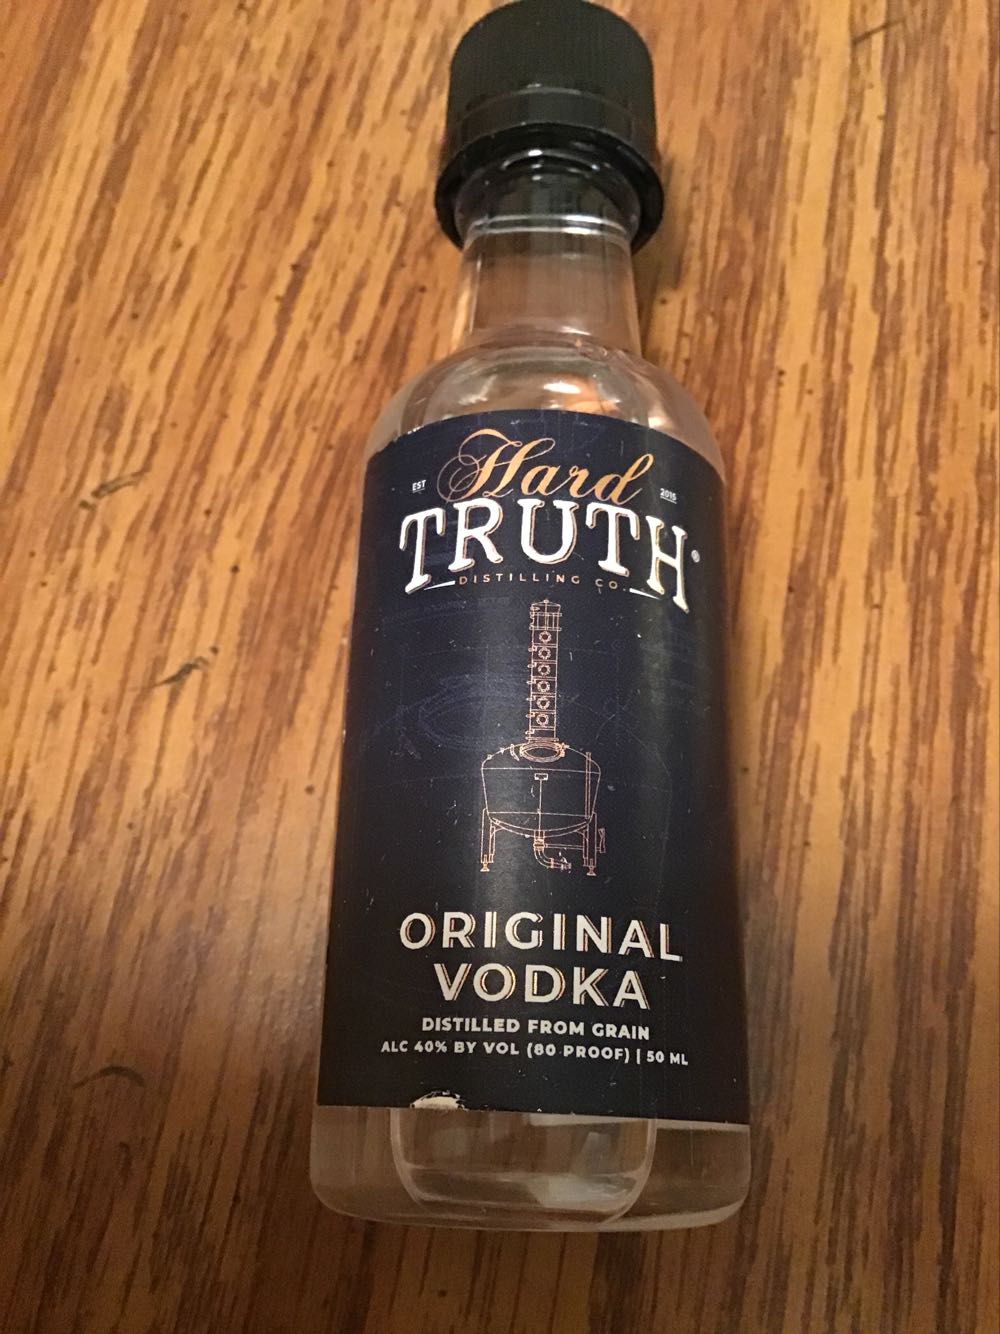 Hard
EST 2015
TRUTH®
DISTILLING CO.
ORIGINAL
VODKA
DISTILLED FROM GRAIN
ALC 40% BY VOL (80 PROOF) | 50 ML